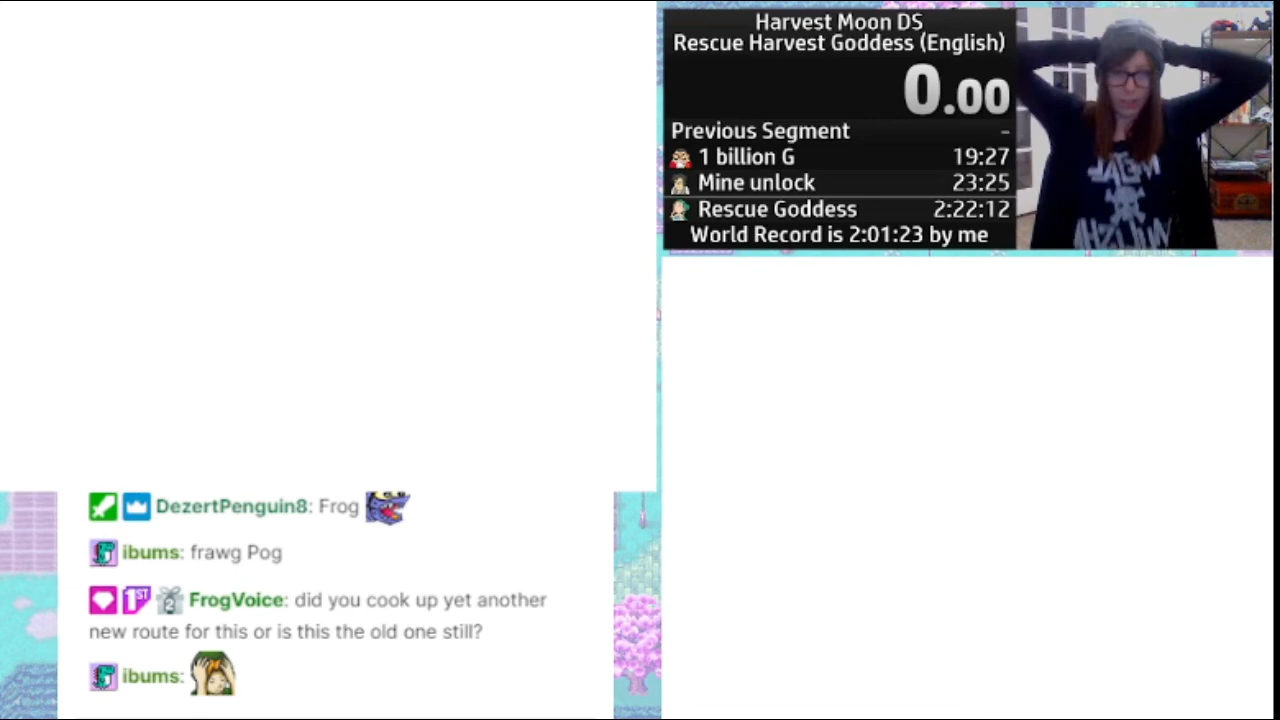 Harvest Moon DS
Rescue Harvest Goddess (English)
0.00
Previous Segment -
1 billion G 19:27
Mine unlock 23:25
Rescue Goddess 2:22:12
World Record is 2:01:23 by me
DezertPenguin8: Frog
ibums: frawg Pog
1ST 2 FrogVoice: did you cook up yet another
new route for this or is this the old one still?
ibums: